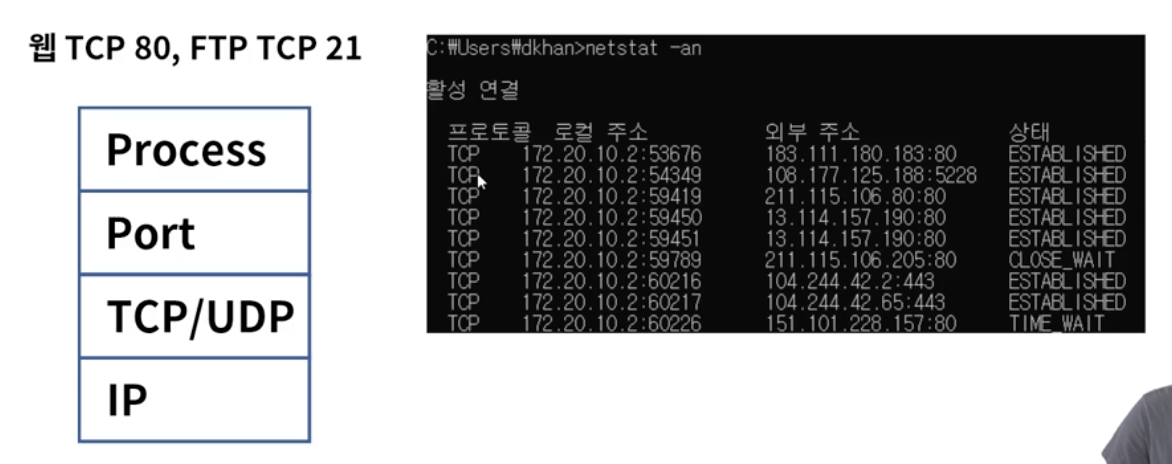 웹 TCP 80, FTP TCP 21
Process
Port
TCP/UDP
IP
C:₩Users₩dkhan>netstat -an
활성 연결
프로토콜 로컬 주소 외부 주소 상태
TCP 172.20.10.2:53676 183.111.180.183:80 ESTABLISHED
TCP 172.20.10.2:54349 108.177.125.188:5228 ESTABLISHED
TCP 172.20.10.2:59419 211.115.106.80:80 ESTABLISHED
TCP 172.20.10.2:59450 13.114.157.190:80 ESTABLISHED
TCP 172.20.10.2:59451 13.114.157.190:80 ESTABLISHED
TCP 172.20.10.2:59789 211.115.106.205:80 CLOSE_WAIT
TCP 172.20.10.2:60216 104.244.42.2:443 ESTABLISHED
TCP 172.20.10.2:60217 104.244.42.65:443 ESTABLISHED
TCP 172.20.10.2:60226 151.101.228.157:80 TIME_WAIT